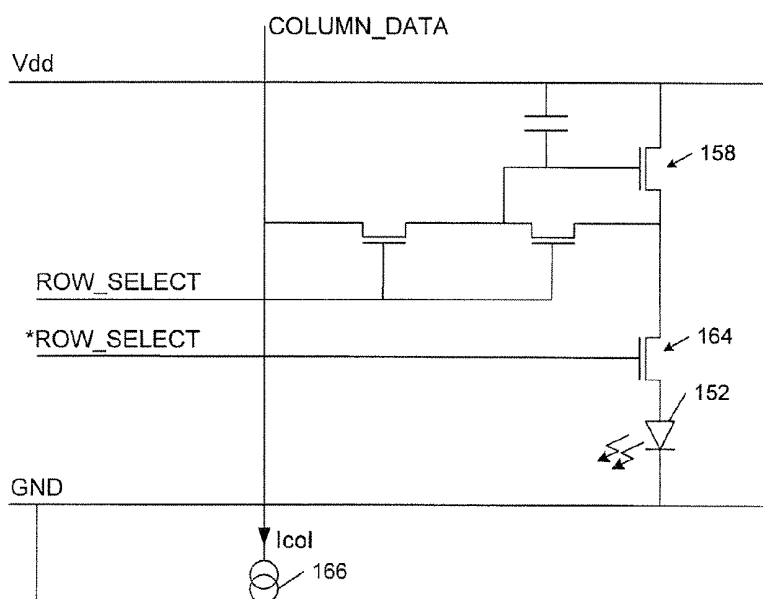 COLUMN_DATA
Vdd
158
ROW_SELECT
*ROW_SELECT
164
152
GND
Icol
166